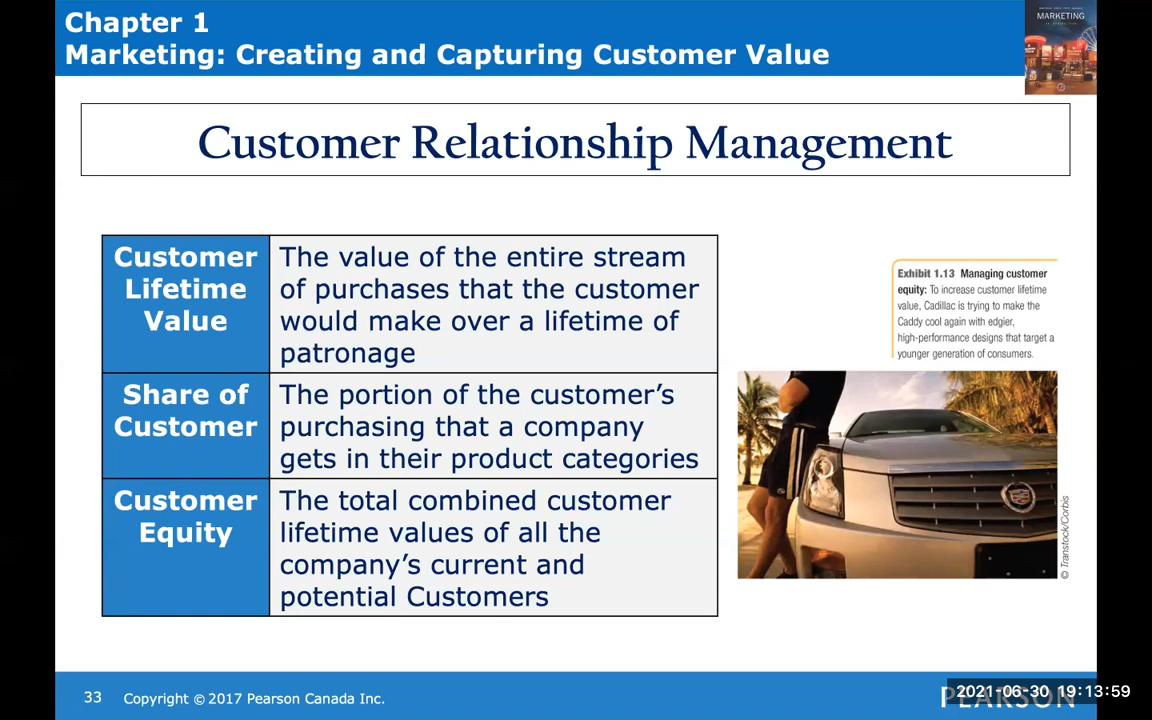 Chapter 1
Marketing: Creating and Capturing Customer Value
MARKETING
Customer Relationship Management
Customer
Lifetime
Value
The value of the entire stream
of purchases that the customer
would make over a lifetime of
patronage
Share of
Customer
The portion of the customer's
purchasing that a company
gets in their product categories
Customer
Equity
The total combined customer
lifetime values of all the
company's current and
potential Customers
Exhibit 1.13 Managing customer
equity: To increase customer lifetime
value, Cadillac is trying to make the
Caddy cool again with edgier,
high-performance designs that target a
younger generation of consumers.
© Transtock/Corbis
33 Copyright © 2017 Pearson Canada Inc.
PEARSON
2021-06-30 19:13:59